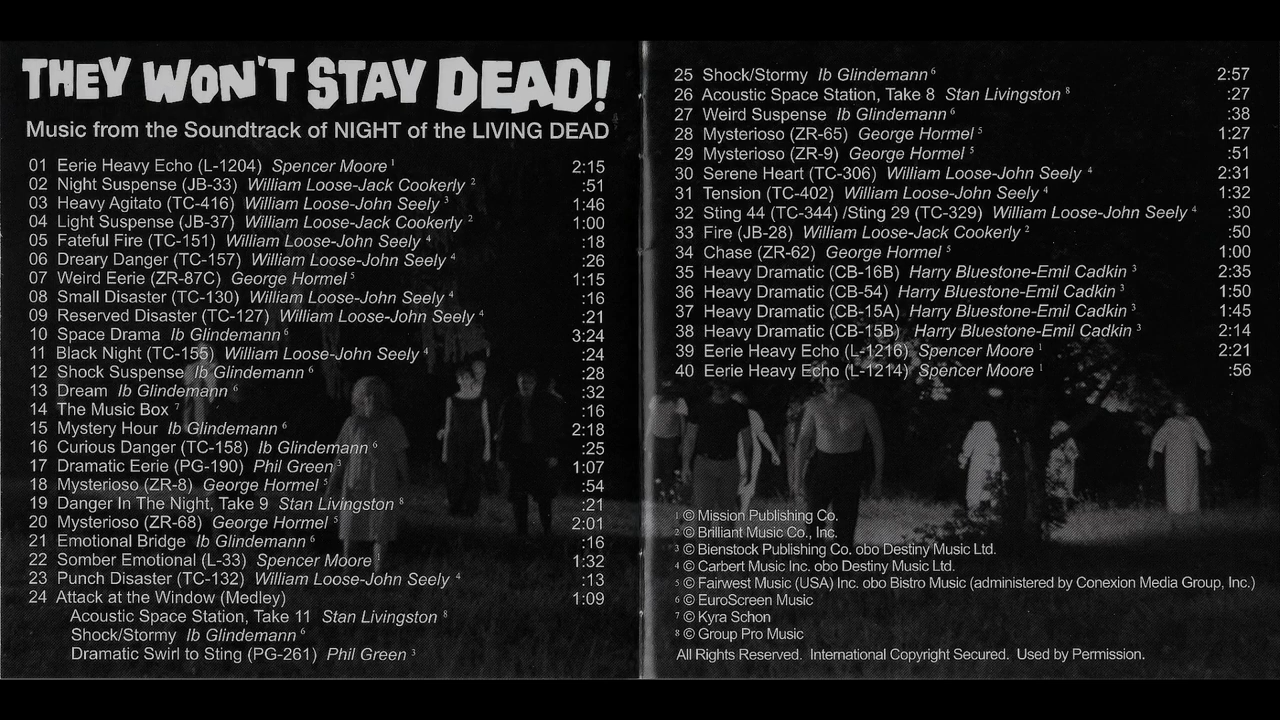 THEY WON'T STAY DEAD!
Music from the Soundtrack of NIGHT of the LIVING DEAD
01 Eerie Heavy Echo (L-1204) Spencer Moore ¹ 2:15
02 Night Suspense (JB-33) William Loose-Jack Cookerly ² :51
03 Heavy Agitato (TC-416) William Loose-John Seely ³ 1:46
04 Light Suspense (JB-37) William Loose-Jack Cookerly ² 1:00
05 Fateful Fire (TC-151) William Loose-John Seely ⁴ :18
06 Dreary Danger (TC-157) William Loose-John Seely ⁴ :26
07 Weird Eerie (ZR-87C) George Hormel ⁵ 1:15
08 Small Disaster (TC-130) William Loose-John Seely ⁴ :16
09 Reserved Disaster (TC-127) William Loose-John Seely ⁴ :21
10 Space Drama Ib Glindemann ⁶ 3:24
11 Black Night (TC-155) William Loose-John Seely ⁴ :24
12 Shock Suspense Ib Glindemann ⁶ :28
13 Dream Ib Glindemann ⁶ :32
14 The Music Box ⁷ :16
15 Mystery Hour Ib Glindemann ⁶ 2:18
16 Curious Danger (TC-158) Ib Glindemann ⁶ :25
17 Dramatic Eerie (PG-190) Phil Green ³ 1:07
18 Mysterioso (ZR-8) George Hormel ⁵ :54
19 Danger In The Night, Take 9 Stan Livingston ⁸ :21
20 Mysterioso (ZR-68) George Hormel ⁵ 2:01
21 Emotional Bridge Ib Glindemann ⁶ :16
22 Somber Emotional (L-33) Spencer Moore ¹ 1:32
23 Punch Disaster (TC-132) William Loose-John Seely ⁴ :13
24 Attack at the Window (Medley) 1:09
Acoustic Space Station, Take 11 Stan Livingston ⁸
Shock/Stormy Ib Glindemann ⁶
Dramatic Swirl to Sting (PG-261) Phil Green ³
25 Shock/Stormy Ib Glindemann ⁶ 2:57
26 Acoustic Space Station, Take 8 Stan Livingston ⁸ :27
27 Weird Suspense Ib Glindemann ⁶ :38
28 Mysterioso (ZR-65) George Hormel ⁵ 1:27
29 Mysterioso (ZR-9) George Hormel ⁵ :51
30 Serene Heart (TC-306) William Loose-John Seely ⁴ 2:31
31 Tension (TC-402) William Loose-John Seely ⁴ 1:32
32 Sting 44 (TC-344) /Sting 29 (TC-329) William Loose-John Seely ⁴ :30
33 Fire (JB-28) William Loose-Jack Cookerly ² :50
34 Chase (ZR-62) George Hormel ⁵ 1:00
35 Heavy Dramatic (CB-16B) Harry Bluestone-Emil Cadkin ³ 2:35
36 Heavy Dramatic (CB-54) Harry Bluestone-Emil Cadkin ³ 1:50
37 Heavy Dramatic (CB-15A) Harry Bluestone-Emil Cadkin ³ 1:45
38 Heavy Dramatic (CB-15B) Harry Bluestone-Emil Cadkin ³ 2:14
39 Eerie Heavy Echo (L-1216) Spencer Moore ¹ 2:21
40 Eerie Heavy Echo (L-1214) Spencer Moore ¹ :56
¹ © Mission Publishing Co.
² © Brilliant Music Co., Inc.
³ © Bienstock Publishing Co. obo Destiny Music Ltd.
⁴ © Carbert Music Inc. obo Destiny Music Ltd.
⁵ © Fairwest Music (USA) Inc. obo Bistro Music (administered by Conexion Media Group, Inc.)
⁶ © EuroScreen Music
⁷ © Kyra Schon
⁸ © Group Pro Music
All Rights Reserved. International Copyright Secured. Used by Permission.